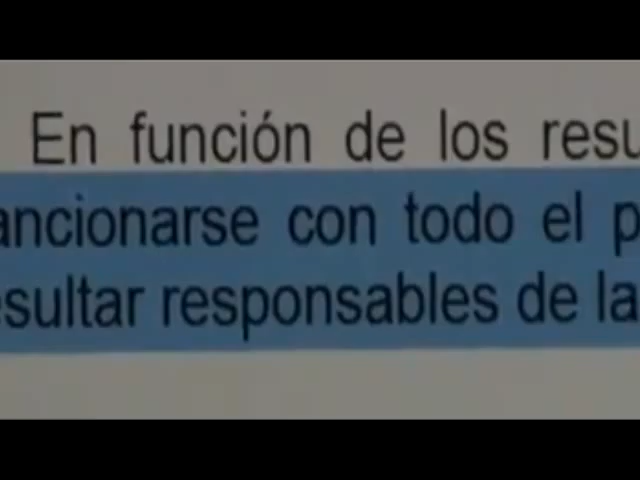 En función de los resu
ancionarse con todo el p
esultar responsables de la